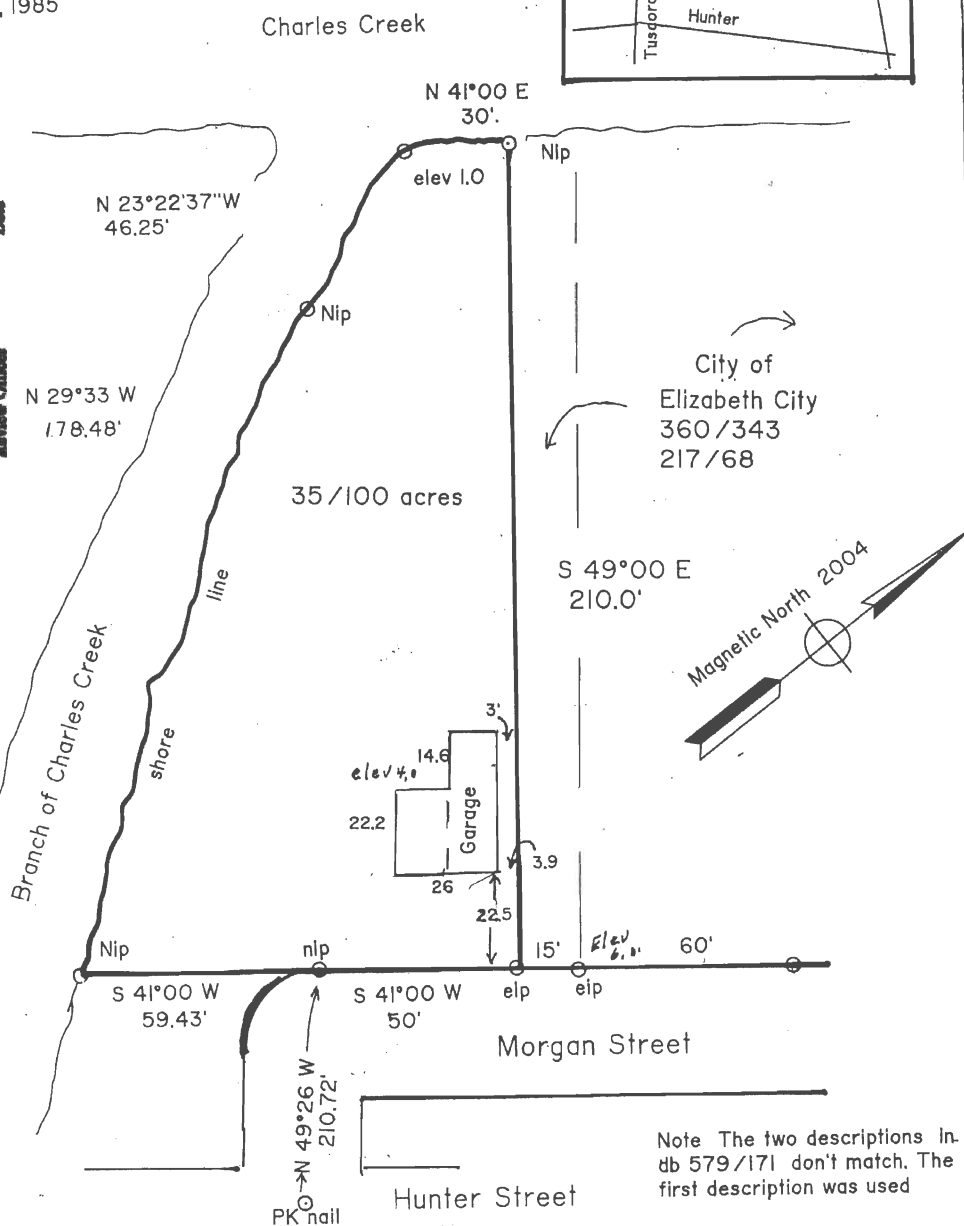 1985
Charles Creek
Hunter
N 41°00 E
30'.
Nip
elev 1.0
N 23°22'37"W
46.25'
Nip
N 29°33 W
178.48'
City of
Elizabeth City
360/343
217/68
35/100 acres
S 49°00 E
210.0'
line
Magnetic North 2004
Branch of Charles Creek
shore
3'
14.6
elev 4.0
22.2
Garage
3.9
26
22.5
Nip
nip
15'
Elev
6.0'
60'
S 41°00 W
59.43'
S 41°00 W
50'
eip
eip
Morgan Street
N 49°26 W
210.72'
Note The two descriptions in
db 579/171 don't match. The
first description was used
Hunter Street
PK nail